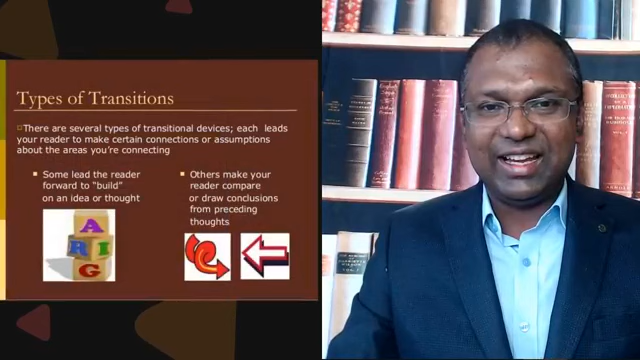 Types of Transitions
There are several types of transitional devices; each leads
your reader to make certain connections or assumptions
about the areas you're connecting
Some lead the reader
forward to "build"
on an idea or thought
Others make your
reader compare
or draw conclusions
from preceding
thoughts
A
R I
G